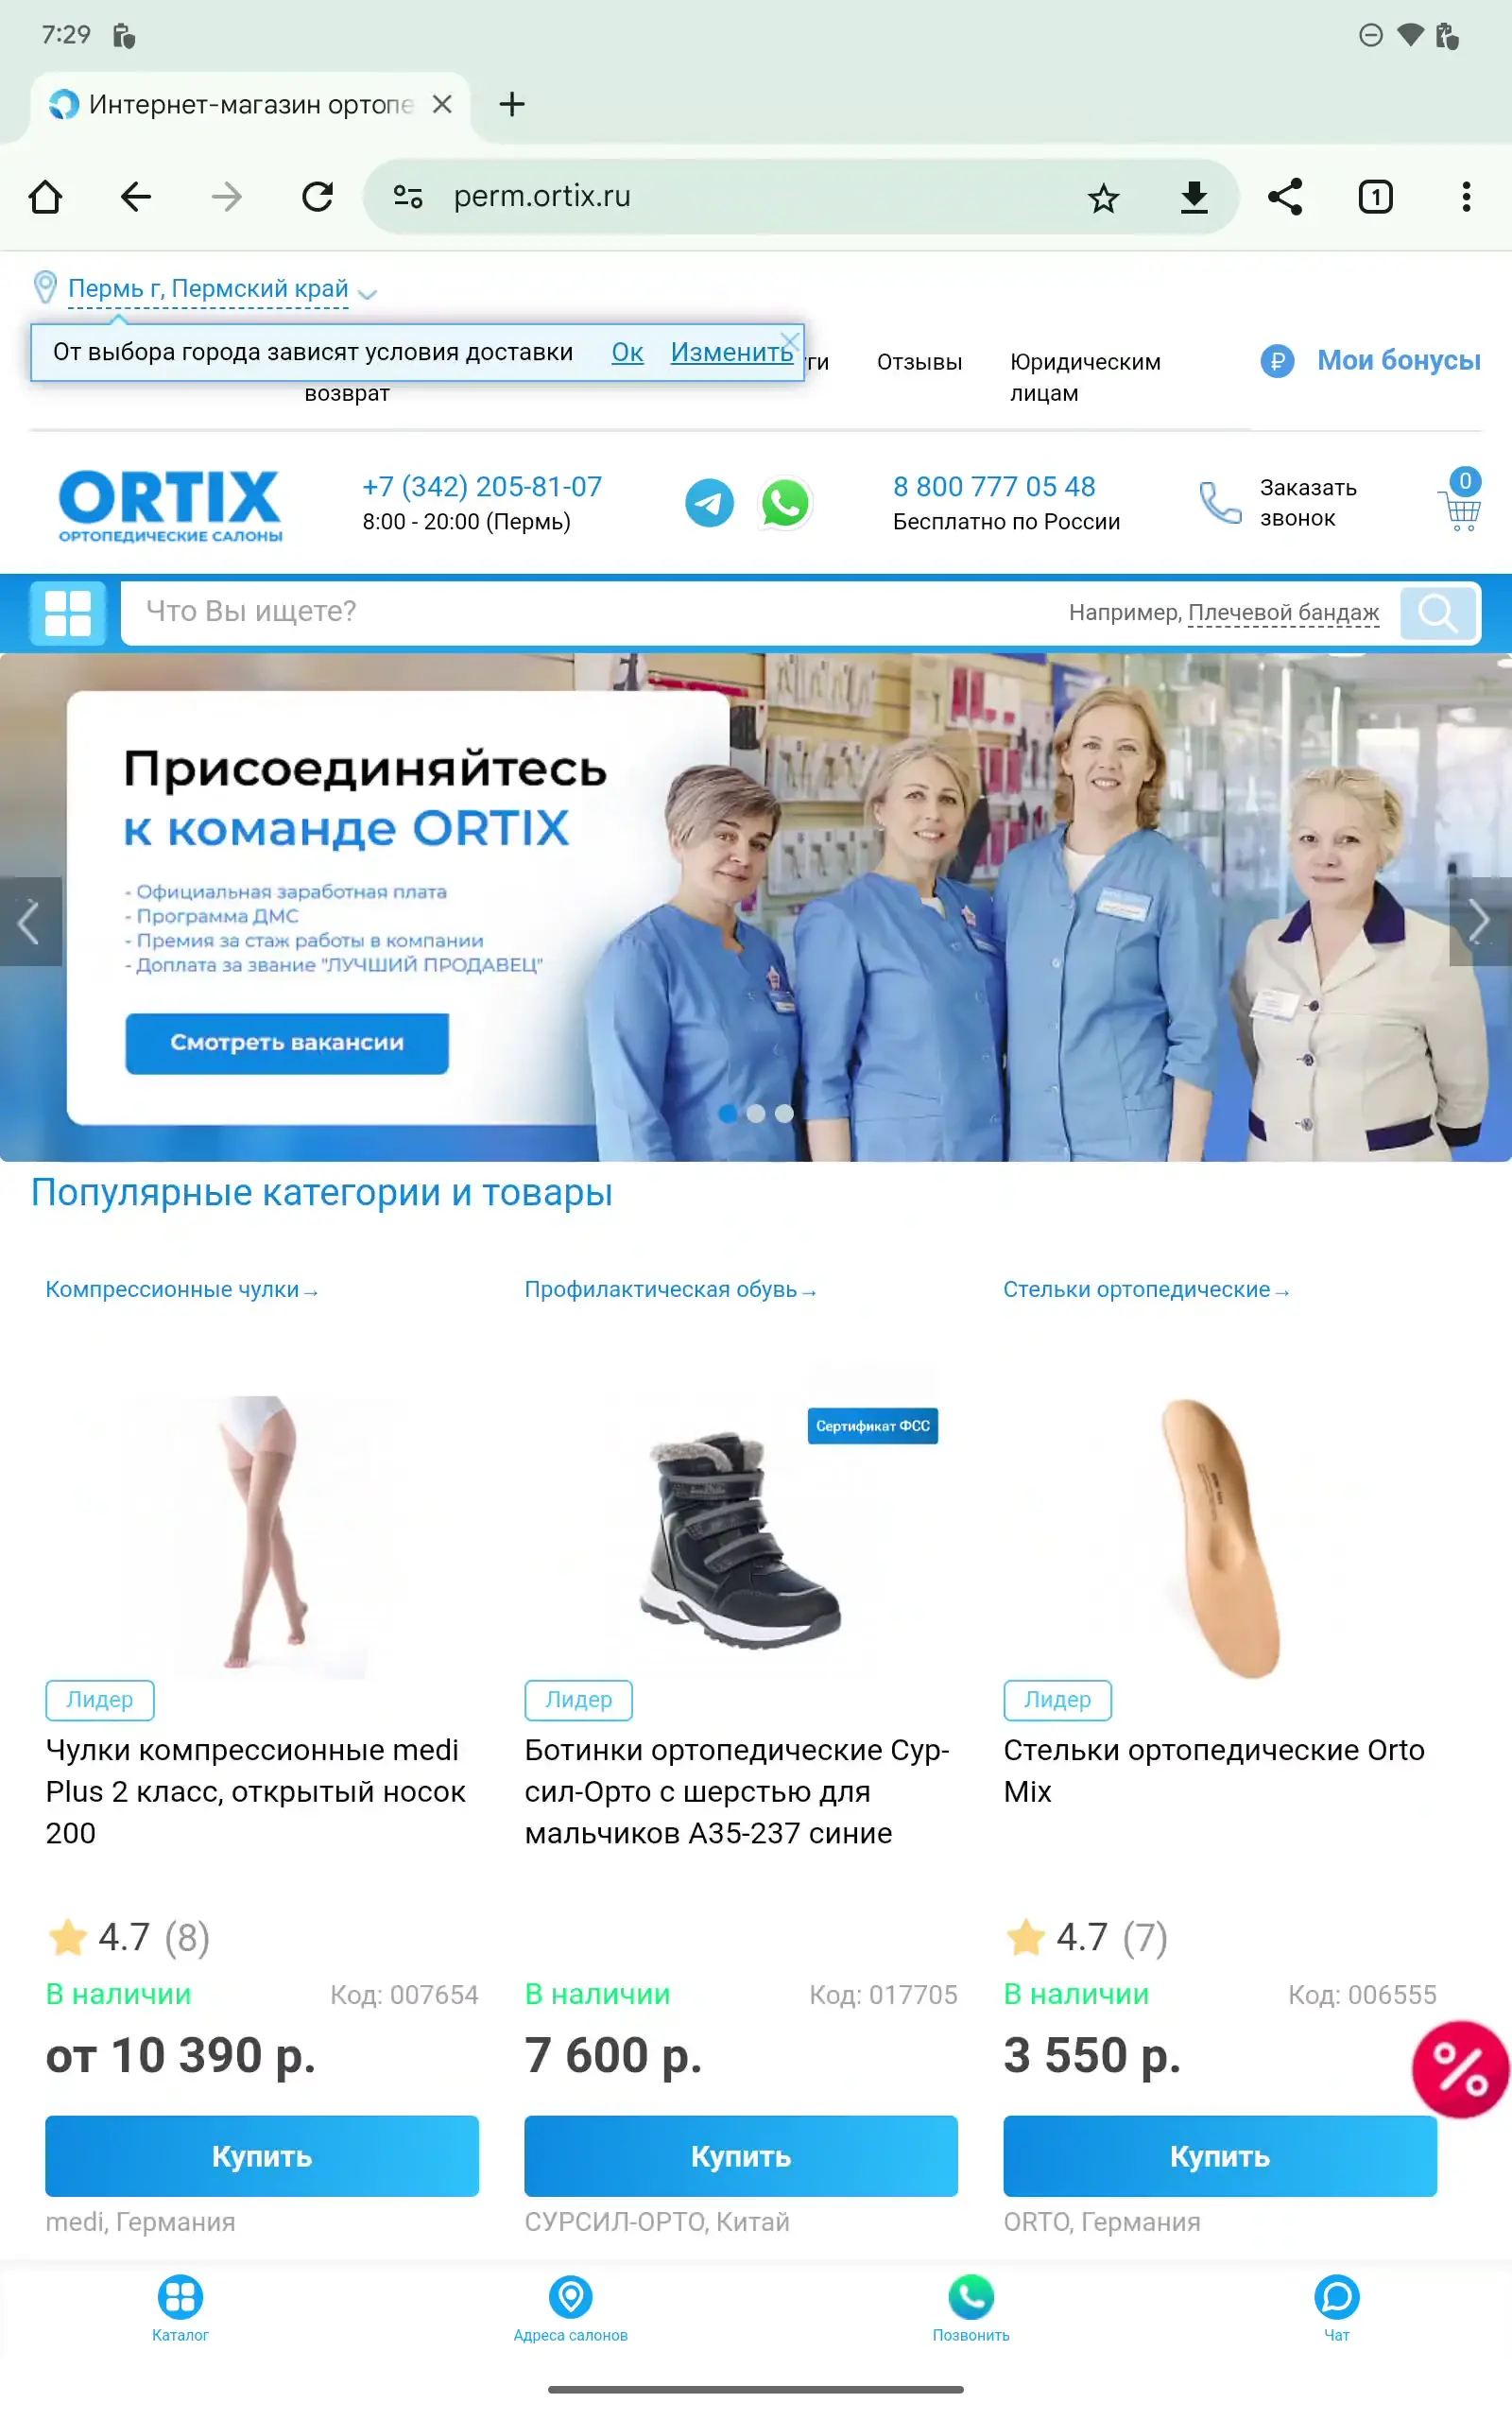 7:29
Интернет-магазин ортопе
perm.ortix.ru
1
Пермь г, Пермский край
От выбора города зависят условия доставки Ок Изменить
Отзывы
Юридическим
лицам
Мои бонусы
возврат
ORTIX
ОРТОПЕДИЧЕСКИЕ САЛОНЫ
+7 (342) 205-81-07
8:00 - 20:00 (Пермь)
8 800 777 05 48
Бесплатно по России
Заказать
звонок
0
Что Вы ищете?
Например, Плечевой бандаж
Присоединяйтесь
к команде ORTIX
- Официальная заработная плата
- Программа ДМС
- Премия за стаж работы в компании
- Доплата за звание "ЛУЧШИЙ ПРОДАВЕЦ"
Смотреть вакансии
Популярные категории и товары
Компрессионные чулки→
Профилактическая обувь→
Стельки ортопедические→
Сертификат ФСС
Лидер
Чулки компрессионные medi
Plus 2 класс, открытый носок
200
4.7 (8)
В наличии
Код: 007654
от 10 390 р.
Купить
medi, Германия
Лидер
Ботинки ортопедические Сур-
сил-Орто с шерстью для
мальчиков А35-237 синие
В наличии
Код: 017705
7 600 р.
Купить
СУРСИЛ-ОРТО, Китай
Лидер
Стельки ортопедические Orto
Mix
4.7 (7)
В наличии
Код: 006555
3 550 р.
Купить
ORTO, Германия
%
Каталог
Адреса салонов
Позвонить
Чат